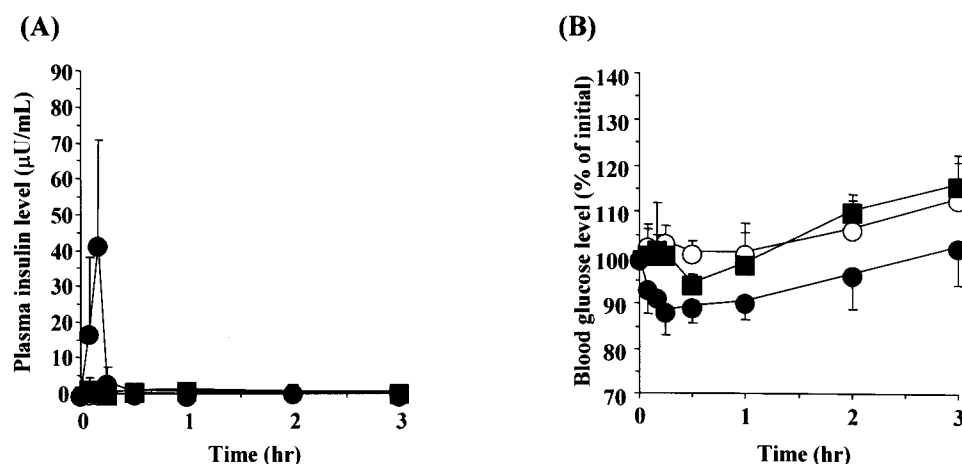 (A)
Plasma insulin level (μU/mL)
90
80
70
60
50
40
30
20
10
0
0 1 2 3
Time (hr)
(B)
Blood glucose level (% of initial)
140
130
120
110
100
90
80
70
0 1 2 3
Time (hr)